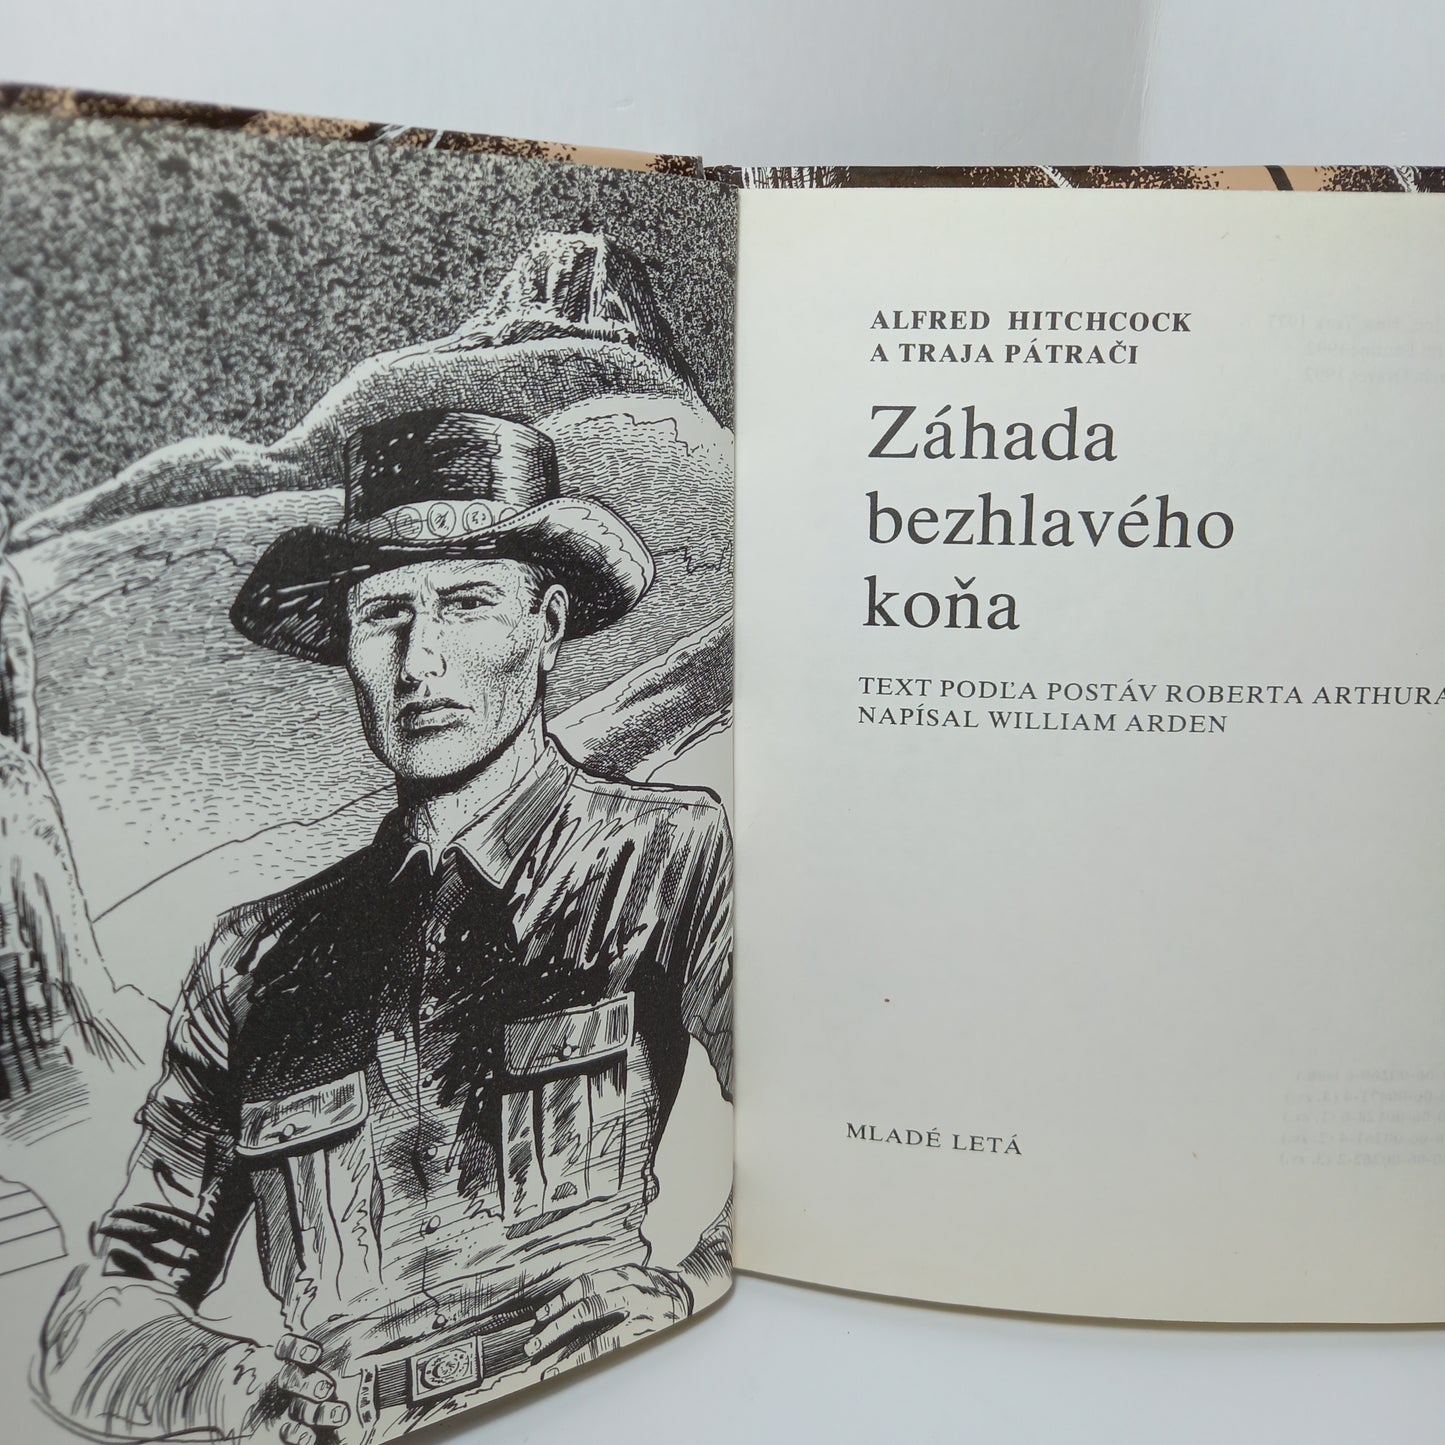 ALFRED HITCHCOCK
A TRAJA PÁTRAČI
Záhada
bezhlavého
koňa
TEXT PODĽA POSTÁV ROBERTA ARTHURA
NAPÍSAL WILLIAM ARDEN
MLADÉ LETÁ